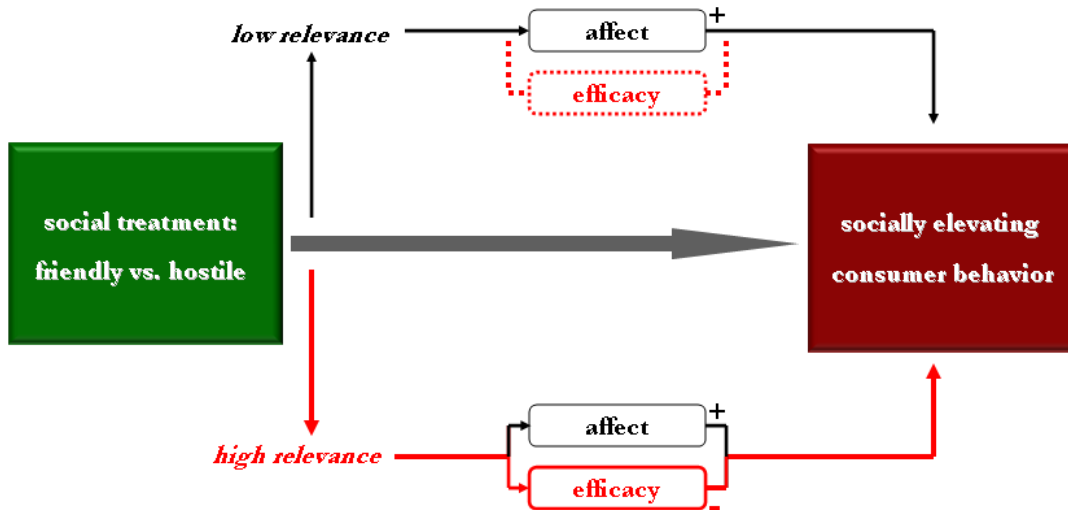 low relevance
affect
+
efficacy
social treatment:
friendly vs. hostile
socially elevating
consumer behavior
high relevance
affect
+
efficacy
-